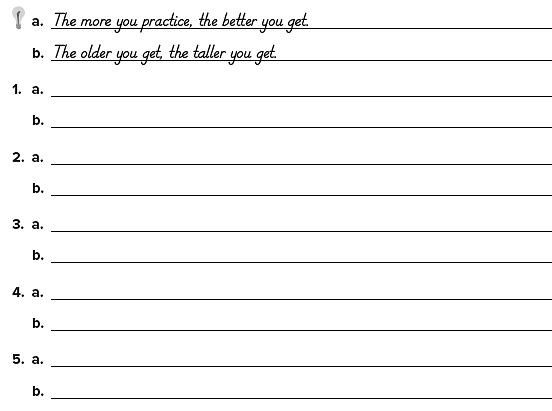 a. The more you practice, the better you get.
b. The older you get, the taller you get.
1. a.
b.
2. a.
b.
3. a.
b.
4. a.
b.
5. a.
b.